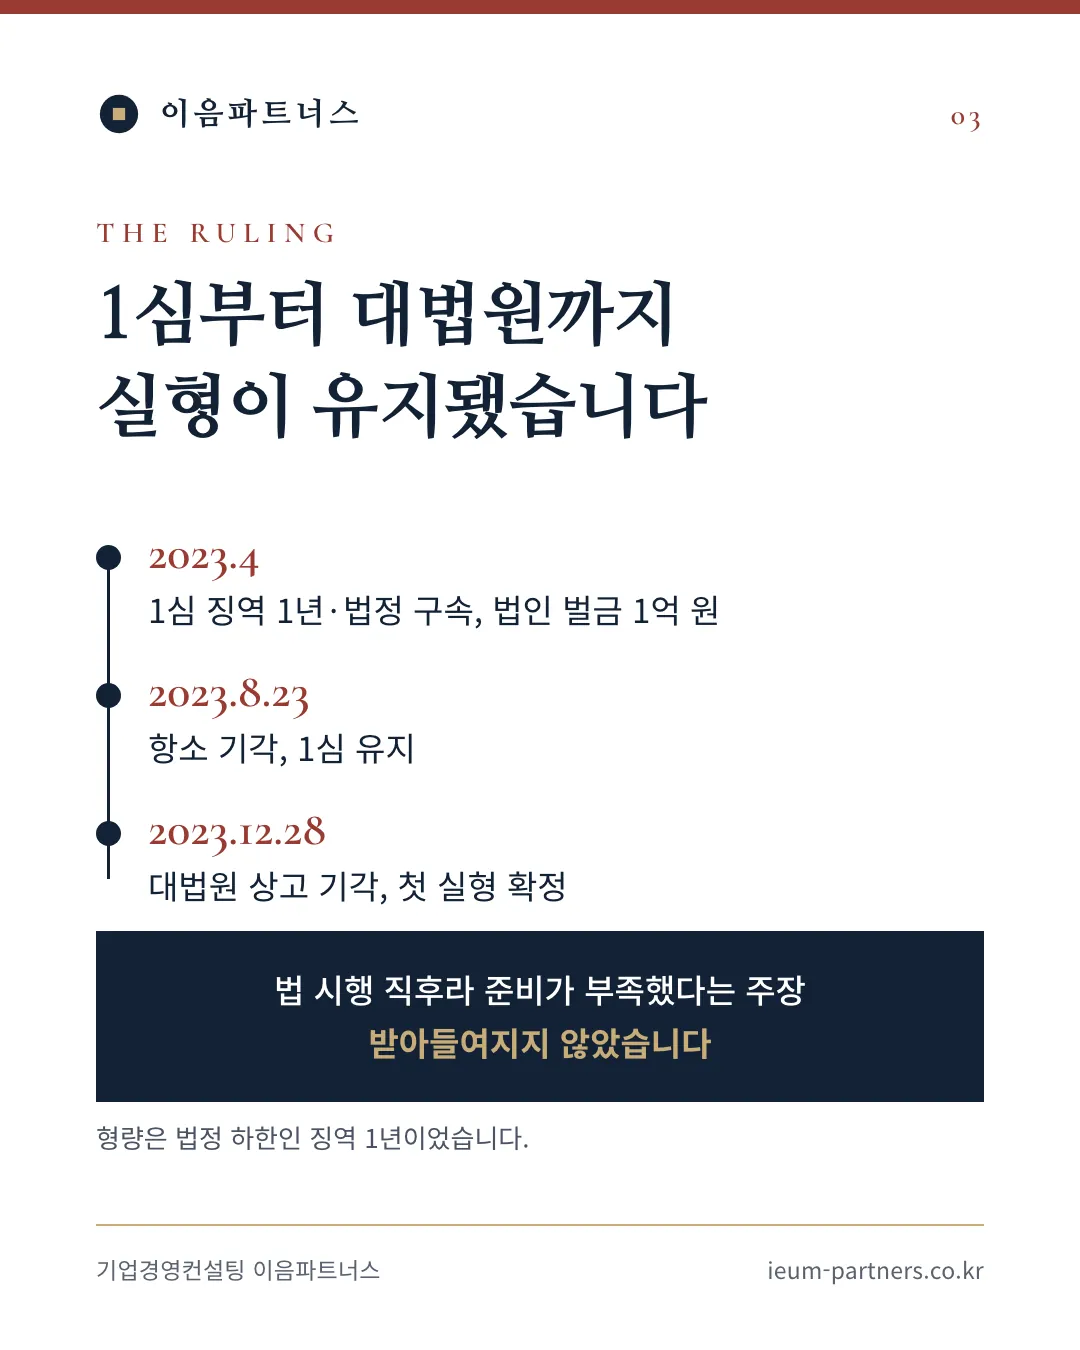 이음파트너스
03
THE RULING
1심부터 대법원까지
실형이 유지됐습니다
2023.4
1심 징역 1년·법정 구속, 법인 벌금 1억 원
2023.8.23
항소 기각, 1심 유지
2023.12.28
대법원 상고 기각, 첫 실형 확정
법 시행 직후라 준비가 부족했다는 주장
받아들여지지 않았습니다
형량은 법정 하한인 징역 1년이었습니다.
기업경영컨설팅 이음파트너스
ieum-partners.co.kr